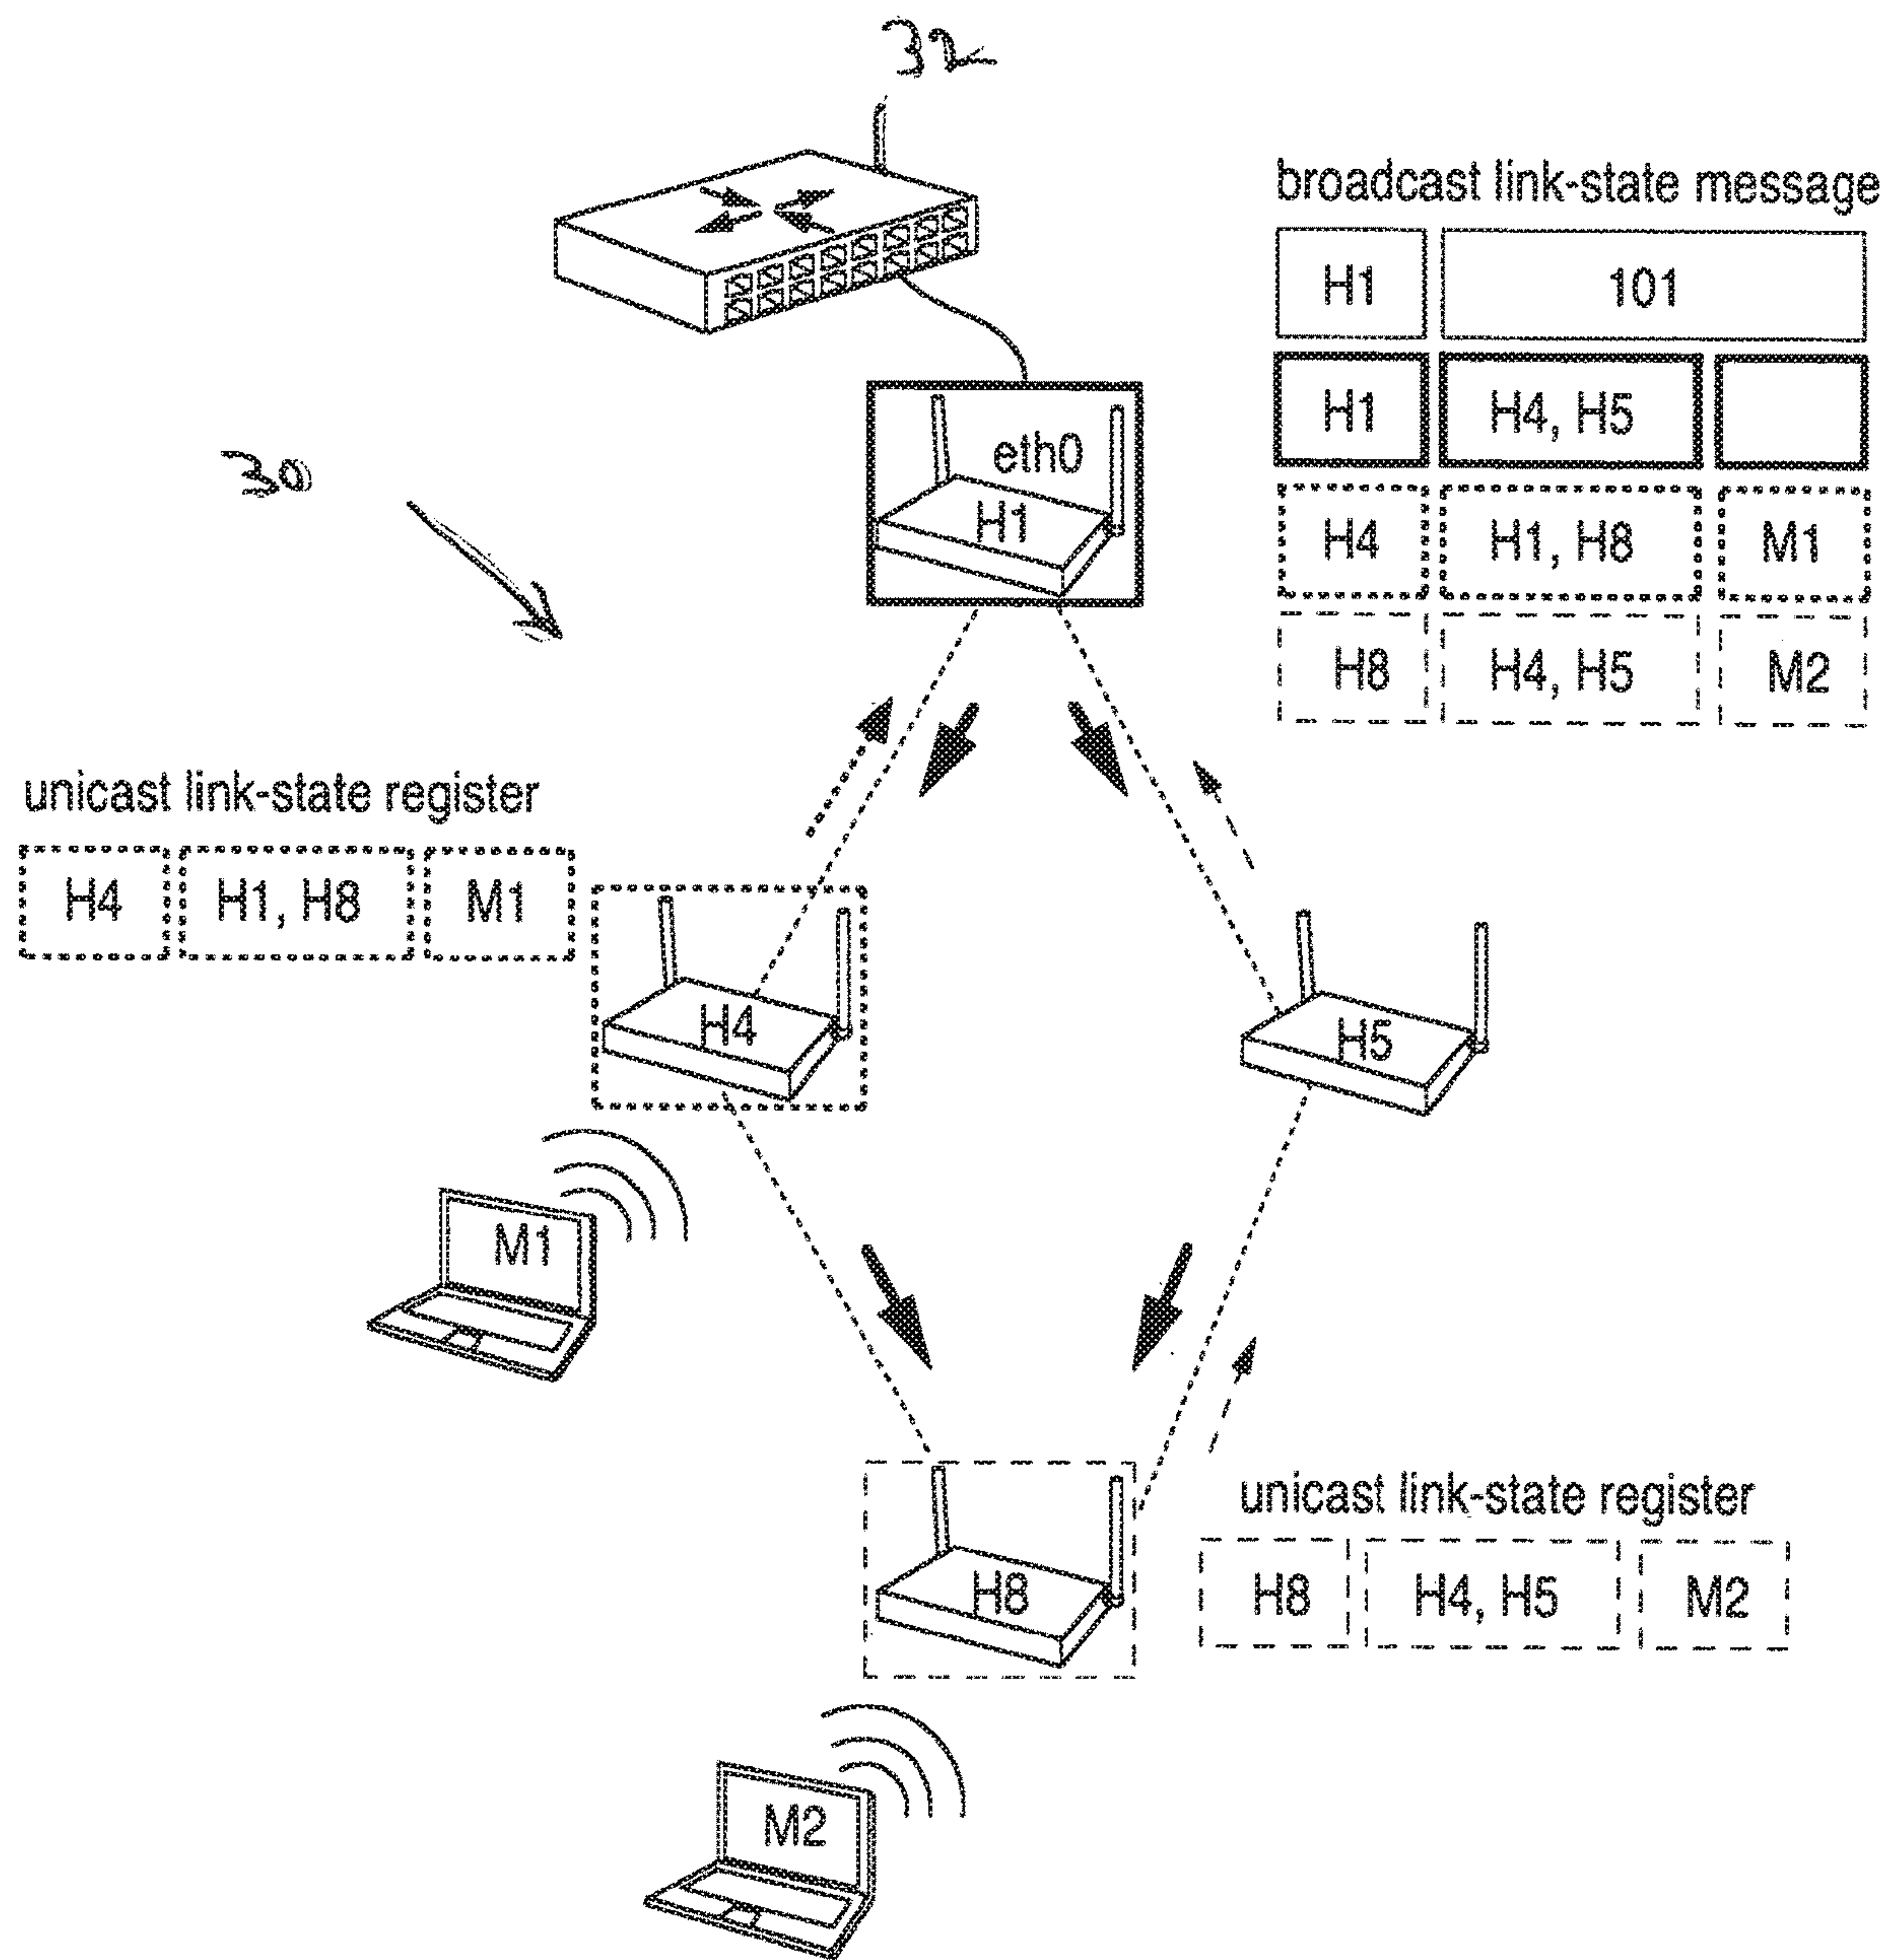 32
broadcast link-state message
H1 101
H1 H4, H5
H4 H1, H8 M1
H8 H4, H5 M2
30
eth0
H1
unicast link-state register
H4 H1, H8 M1
H4
H5
M1
H8
unicast link-state register
H8 H4, H5 M2
M2